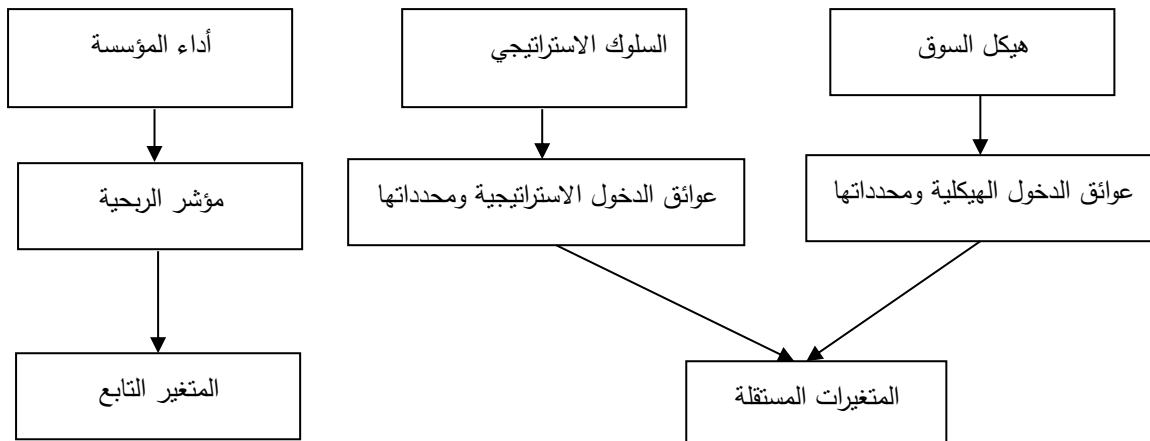 هيكل السوق
السلوك الاستراتيجي
أداء المؤسسة
عوائق الدخول الهيكلية ومحدداتها
عوائق الدخول الاستراتيجية ومحدداتها
مؤشر الربحية
المتغيرات المستقلة
المتغير التابع